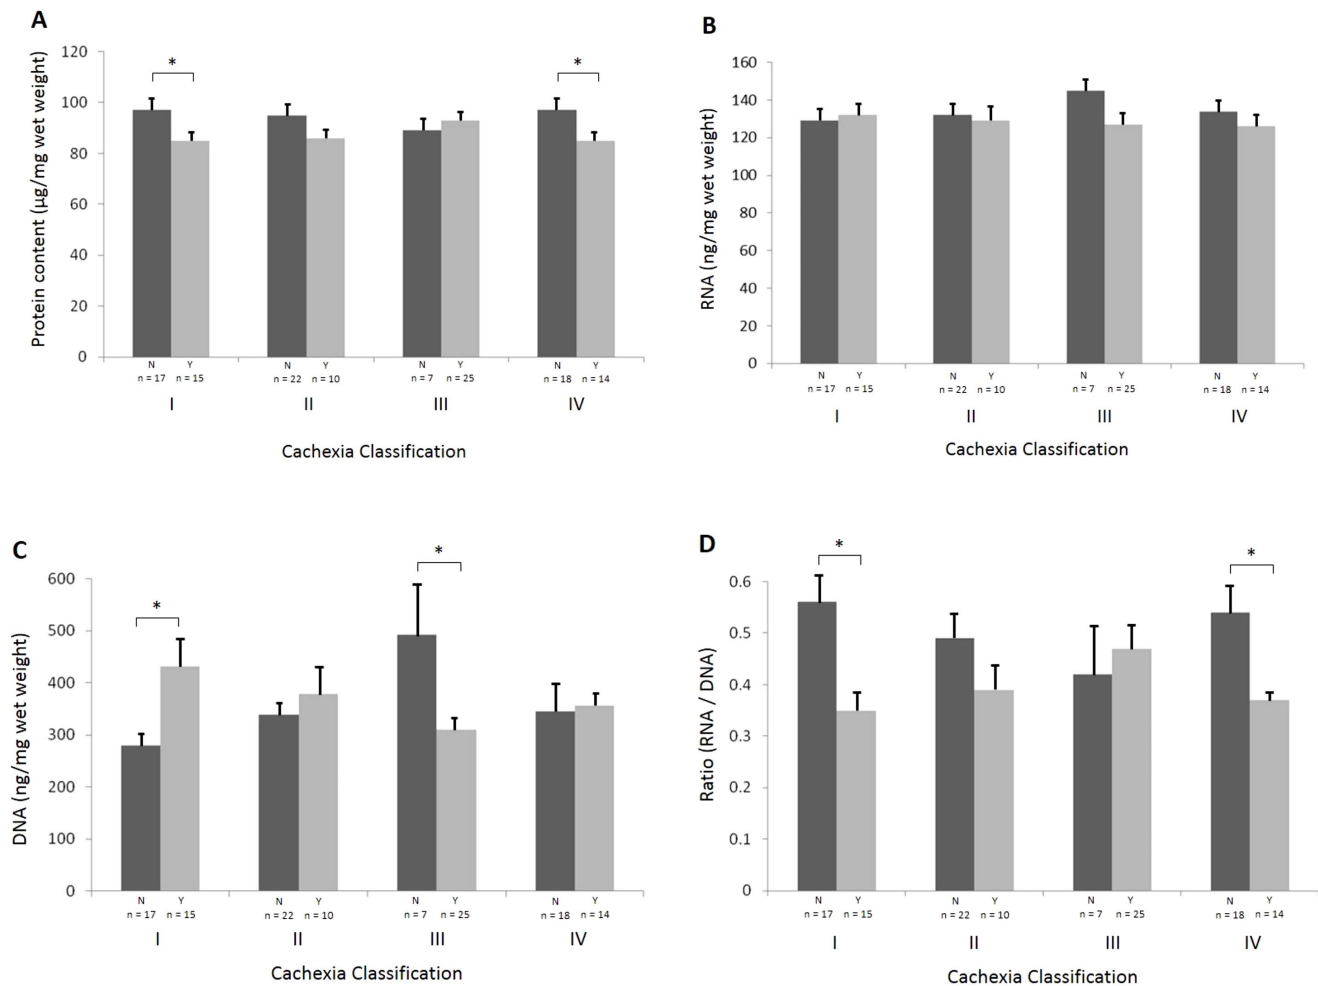 A
Protein content (µg/mg wet weight)
120
100
80
60
40
20
0
*
*
N Y N Y N Y N Y
n = 17 n = 15 n = 22 n = 10 n = 7 n = 25 n = 18 n = 14
I II III IV
Cachexia Classification
B
RNA (ng/mg wet weight)
160
140
120
100
80
60
40
20
0
N Y N Y N Y N Y
n = 17 n = 15 n = 22 n = 10 n = 7 n = 25 n = 18 n = 14
I II III IV
Cachexia Classification
C
DNA (ng/mg wet weight)
600
500
400
300
200
100
0
*
*
N Y N Y N Y N Y
n = 17 n = 15 n = 22 n = 10 n = 7 n = 25 n = 18 n = 14
I II III IV
Cachexia Classification
D
Ratio (RNA / DNA)
0.6
0.5
0.4
0.3
0.2
0.1
0
*
*
N Y N Y N Y N Y
n = 17 n = 15 n = 22 n = 10 n = 7 n = 25 n = 18 n = 14
I II III IV
Cachexia Classification